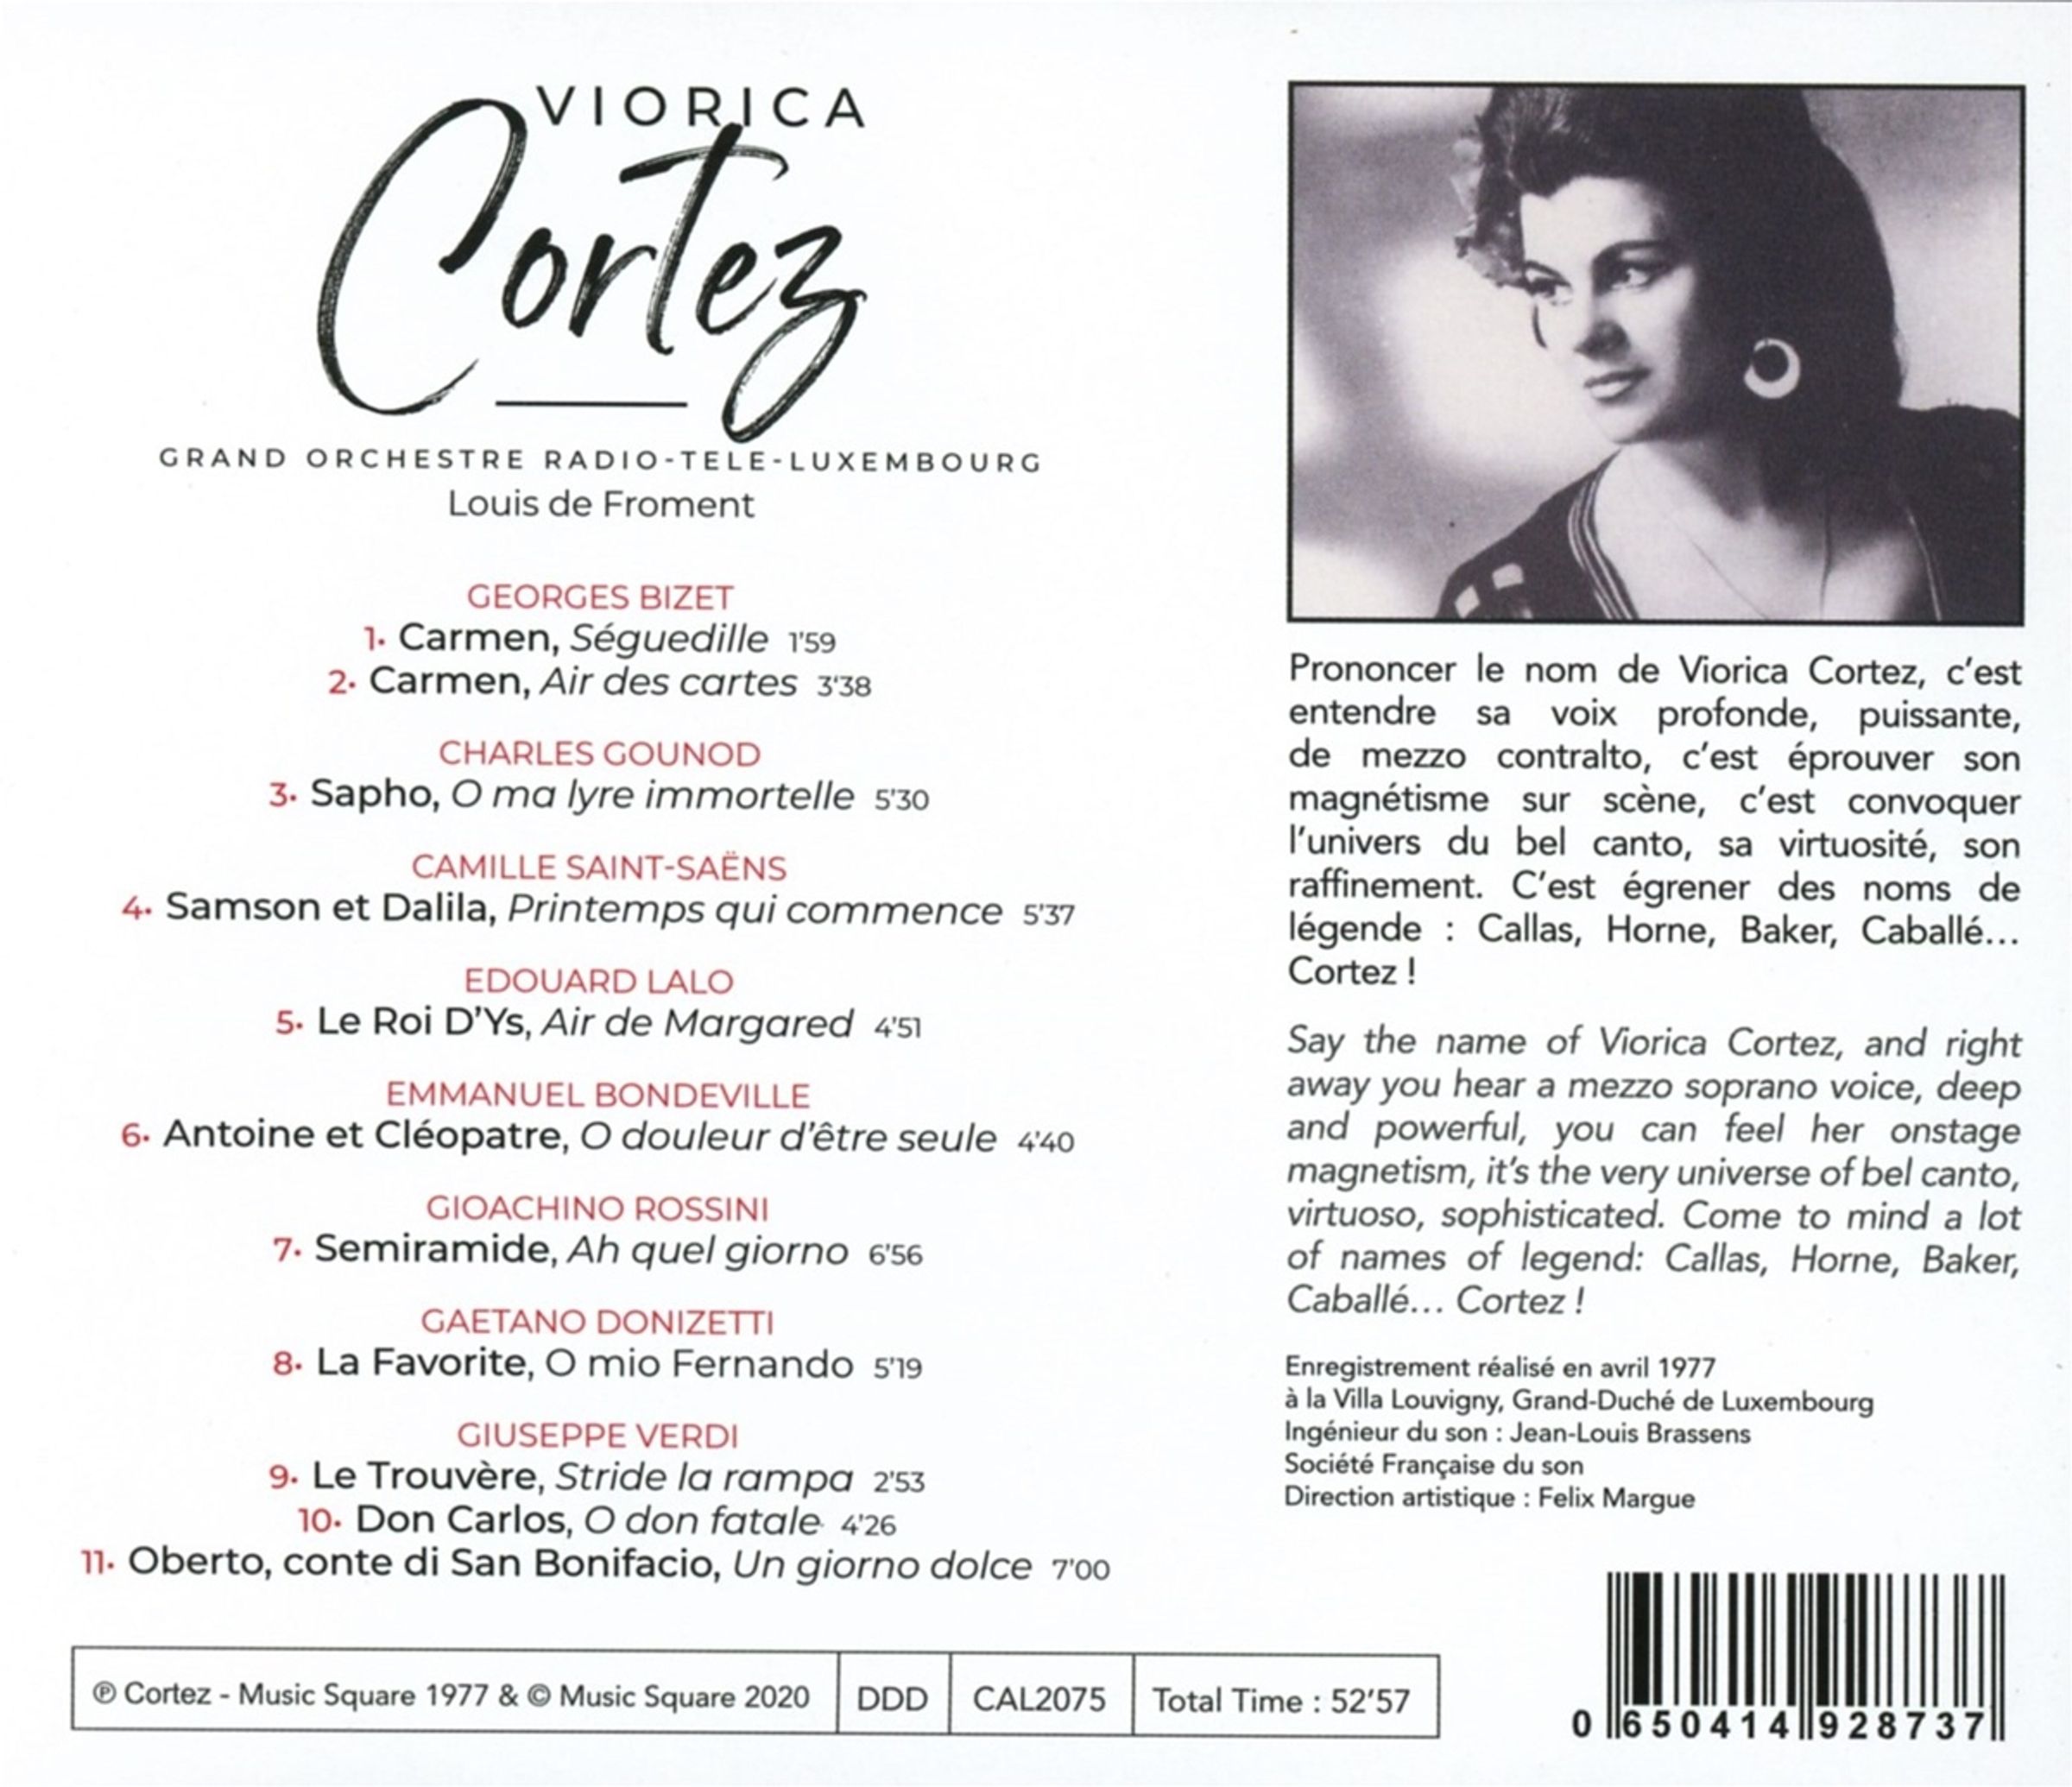 VIORICA
Cortez
GRAND ORCHESTRE RADIO-TELE-LUXEMBOURG
Louis de Froment
GEORGES BIZET
1• Carmen, Séguedille 1'59
2• Carmen, Air des cartes 3'38
CHARLES GOUNOD
3• Sapho, O ma lyre immortelle 5'30
CAMILLE SAINT-SAËNS
4• Samson et Dalila, Printemps qui commence 5'37
EDOUARD LALO
5• Le Roi D'Ys, Air de Margared 4'51
EMMANUEL BONDEVILLE
6• Antoine et Cléopatre, O douleur d'être seule 4'40
GIOACHINO ROSSINI
7• Semiramide, Ah quel giorno 6'56
GAETANO DONIZETTI
8• La Favorite, O mio Fernando 5'19
GIUSEPPE VERDI
9• Le Trouvère, Stride la rampa 2'53
10• Don Carlos, O don fatale 4'26
11• Oberto, conte di San Bonifacio, Un giorno dolce 7'00
Prononcer le nom de Viorica Cortez, c'est
entendre sa voix profonde, puissante,
de mezzo contralto, c'est éprouver son
magnétisme sur scène, c'est convoquer
l'univers du bel canto, sa virtuosité, son
raffinement. C'est égrener des noms de
légende : Callas, Horne, Baker, Caballé...
Cortez !
Say the name of Viorica Cortez, and right
away you hear a mezzo soprano voice, deep
and powerful, you can feel her onstage
magnetism, it's the very universe of bel canto,
virtuoso, sophisticated. Come to mind a lot
of names of legend: Callas, Horne, Baker,
Caballé... Cortez !
Enregistrement réalisé en avril 1977
à la Villa Louvigny, Grand-Duché de Luxembourg
Ingénieur du son : Jean-Louis Brassens
Société Française du son
Direction artistique : Felix Margue
℗ Cortez - Music Square 1977 & © Music Square 2020
DDD
CAL2075
Total Time : 52'57
0 650414 928737